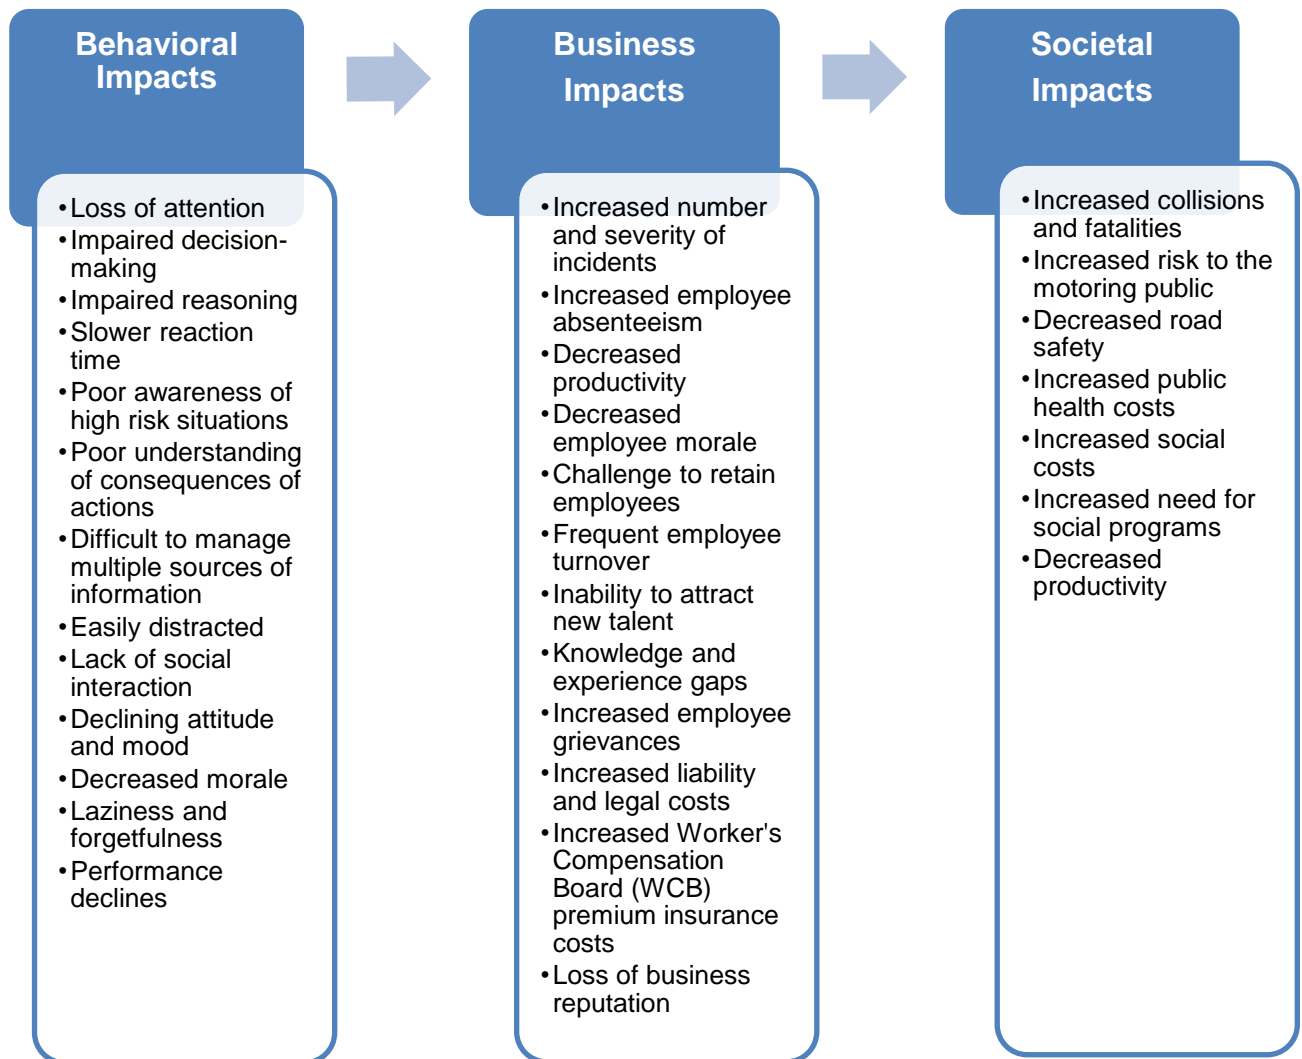 Behavioral
Impacts
•Loss of attention
•Impaired decision-
making
•Impaired reasoning
•Slower reaction
time
•Poor awareness of
high risk situations
•Poor understanding
of consequences of
actions
•Difficult to manage
multiple sources of
information
•Easily distracted
•Lack of social
interaction
•Declining attitude
and mood
•Decreased morale
•Laziness and
forgetfulness
•Performance
declines
Business
Impacts
•Increased number
and severity of
incidents
•Increased employee
absenteeism
•Decreased
productivity
•Decreased
employee morale
•Challenge to retain
employees
•Frequent employee
turnover
•Inability to attract
new talent
•Knowledge and
experience gaps
•Increased employee
grievances
•Increased liability
and legal costs
•Increased Worker's
Compensation
Board (WCB)
premium insurance
costs
•Loss of business
reputation
Societal
Impacts
•Increased collisions
and fatalities
•Increased risk to the
motoring public
•Decreased road
safety
•Increased public
health costs
•Increased social
costs
•Increased need for
social programs
•Decreased
productivity